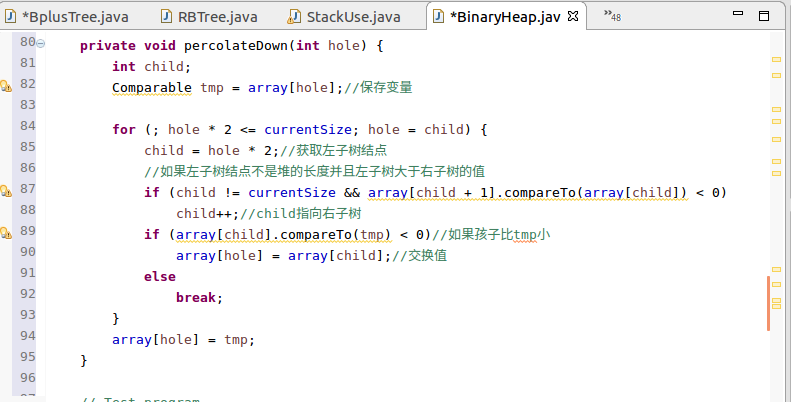 *BplusTree.java RBTree.java StackUse.java *BinaryHeap.jav »48
80 private void percolateDown(int hole) {
81 int child;
82 Comparable tmp = array[hole];//保存变量
83
84 for (; hole * 2 <= currentSize; hole = child) {
85 child = hole * 2;//获取左子树结点
86 //如果左子树结点不是堆的长度并且左子树大于右子树的值
87 if (child != currentSize && array[child + 1].compareTo(array[child]) < 0)
88 child++;//child指向右子树
89 if (array[child].compareTo(tmp) < 0)//如果孩子比tmp小
90 array[hole] = array[child];//交换值
91 else
92 break;
93 }
94 array[hole] = tmp;
95 }
96
97 // Test program